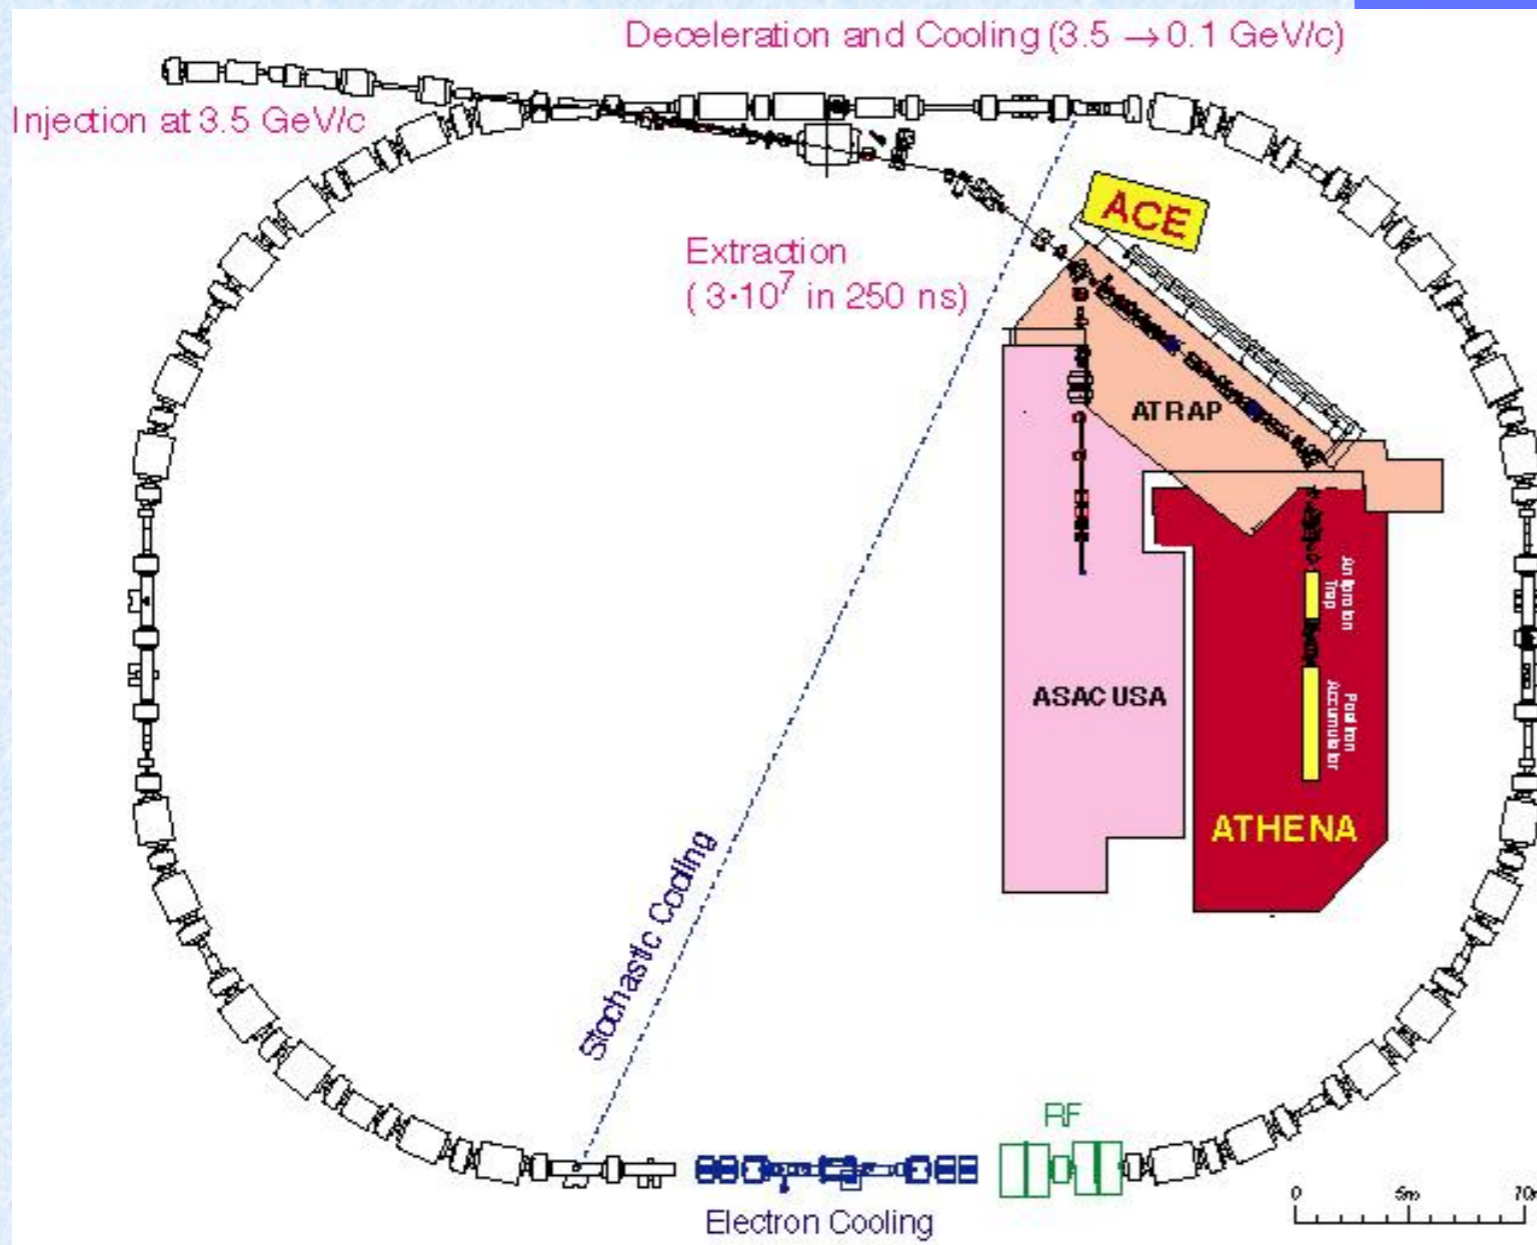 Deceleration and Cooling (3.5 → 0.1 GeV/c)
Injection at 3.5 GeV/c
ACE
Extraction
( 3·10⁷ in 250 ns)
ATRAP
Antiproton
Trap
ASACUSA
Positron
Accumulator
ATHENA
Stochastic Cooling
RF
Electron Cooling
0 5m 10m